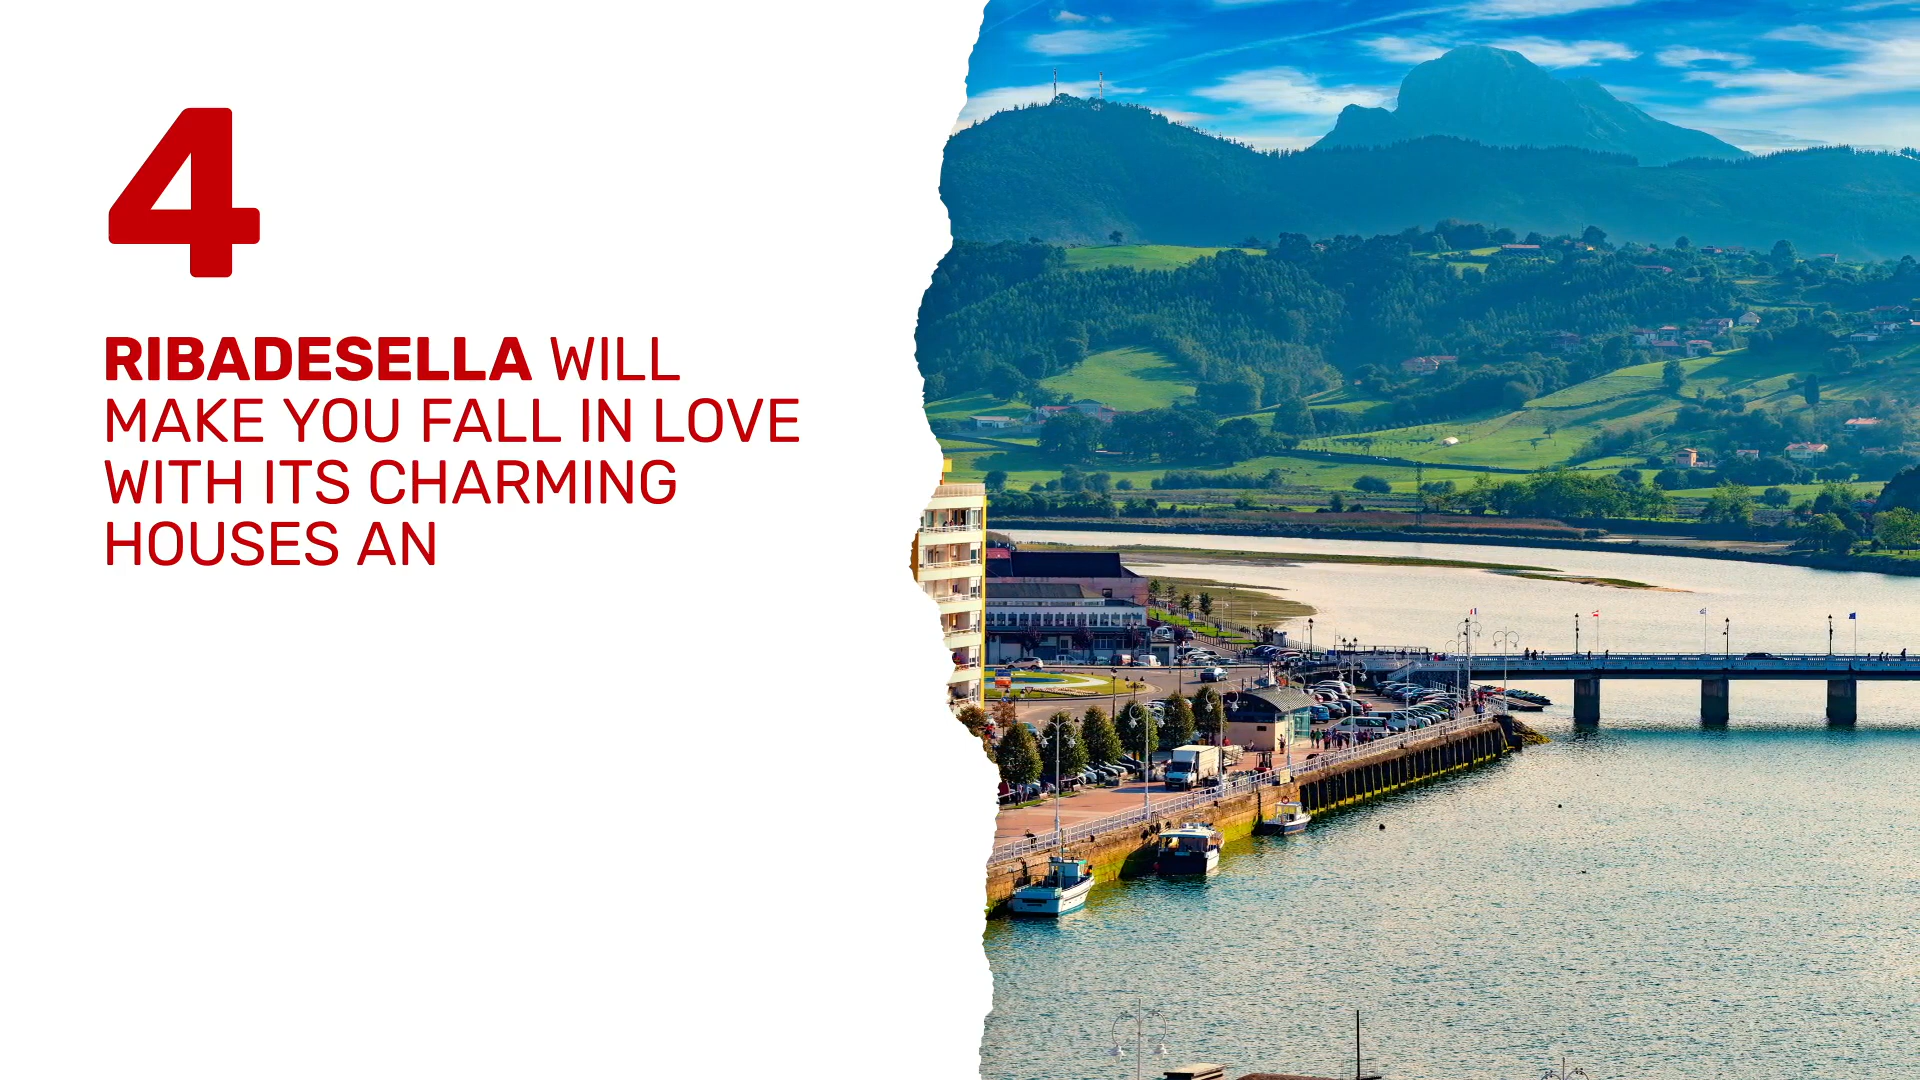 4
RIBADESELLA WILL
MAKE YOU FALL IN LOVE
WITH ITS CHARMING
HOUSES AN